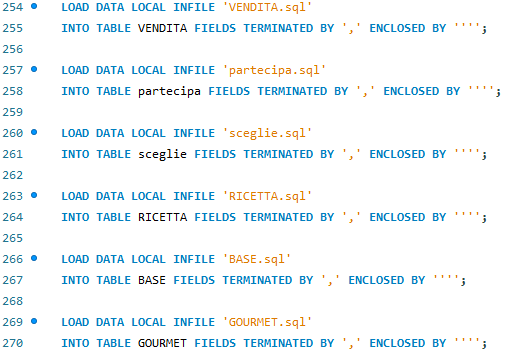 254 LOAD DATA LOCAL INFILE 'VENDITA.sql'
255 INTO TABLE VENDITA FIELDS TERMINATED BY ',' ENCLOSED BY '''';
256
257 LOAD DATA LOCAL INFILE 'partecipa.sql'
258 INTO TABLE partecipa FIELDS TERMINATED BY ',' ENCLOSED BY '''';
259
260 LOAD DATA LOCAL INFILE 'sceglie.sql'
261 INTO TABLE sceglie FIELDS TERMINATED BY ',' ENCLOSED BY '''';
262
263 LOAD DATA LOCAL INFILE 'RICETTA.sql'
264 INTO TABLE RICETTA FIELDS TERMINATED BY ',' ENCLOSED BY '''';
265
266 LOAD DATA LOCAL INFILE 'BASE.sql'
267 INTO TABLE BASE FIELDS TERMINATED BY ',' ENCLOSED BY '''';
268
269 LOAD DATA LOCAL INFILE 'GOURMET.sql'
270 INTO TABLE GOURMET FIELDS TERMINATED BY ',' ENCLOSED BY '''';